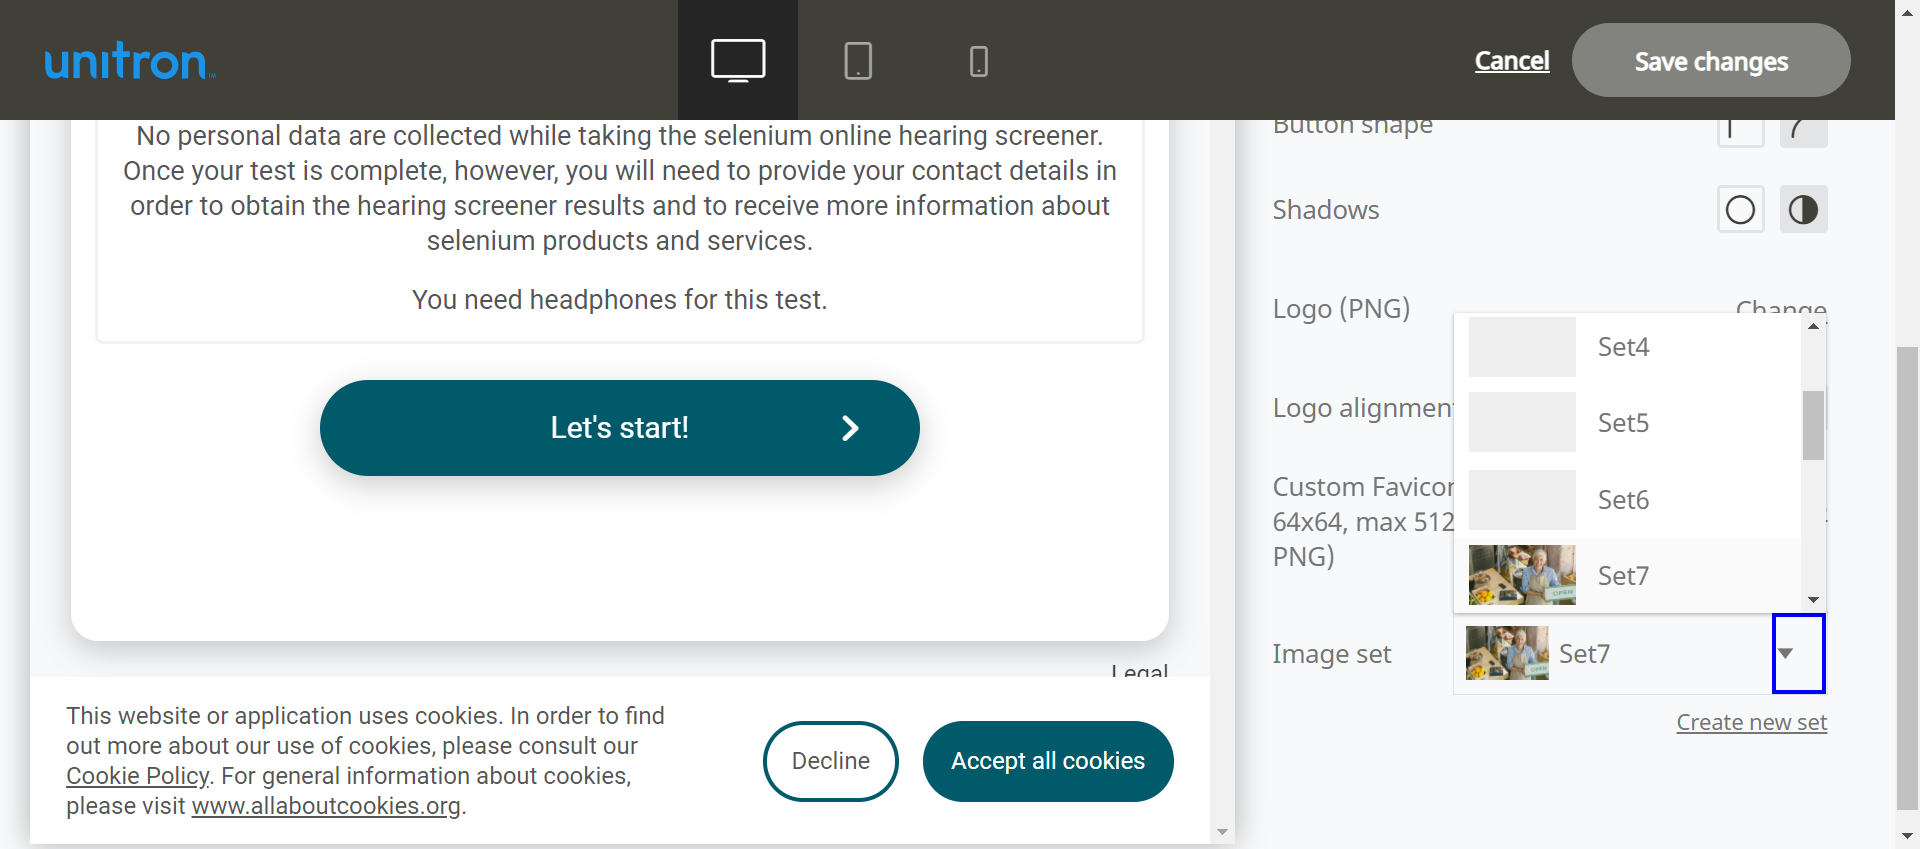 unitron™
Cancel
Save changes
No personal data are collected while taking the selenium online hearing screener.
Once your test is complete, however, you will need to provide your contact details in
order to obtain the hearing screener results and to receive more information about
selenium products and services.
You need headphones for this test.
Let's start!
Legal
This website or application uses cookies. In order to find
out more about our use of cookies, please consult our
Cookie Policy. For general information about cookies,
please visit www.allaboutcookies.org.
Decline
Accept all cookies
Button shape
Shadows
Logo (PNG)
Change
Logo alignment
Custom Favicon
64x64, max 512
PNG)
Set4
Set5
Set6
OPEN
Set7
Image set
OPEN
Set7
Create new set